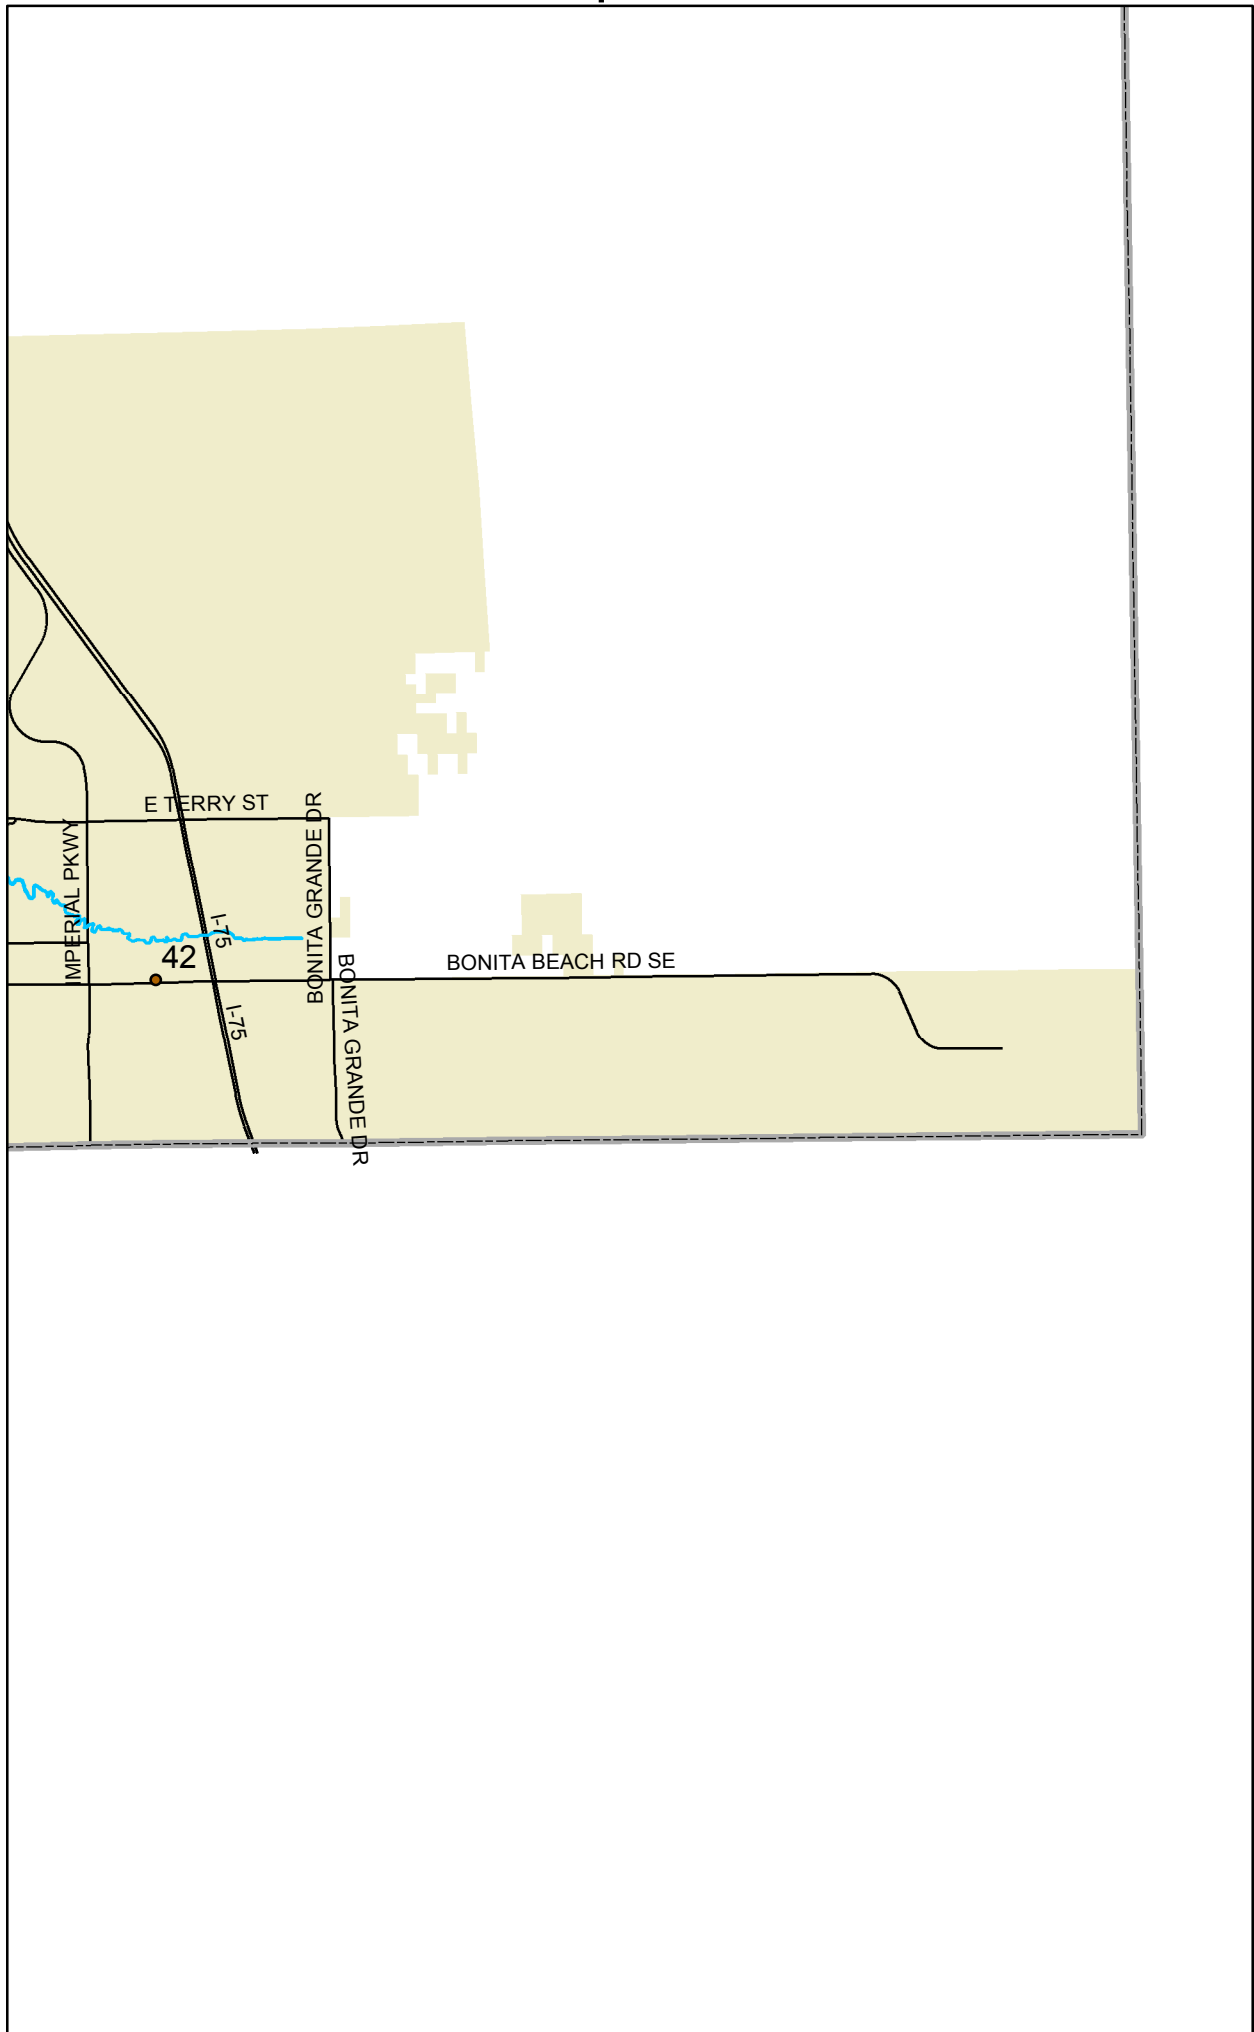 E TERRY ST
BONITA GRANDE DR
IMPERIAL PKWY
I-75
42
BONITA BEACH RD SE
BONITA GRANDE DR
I-75